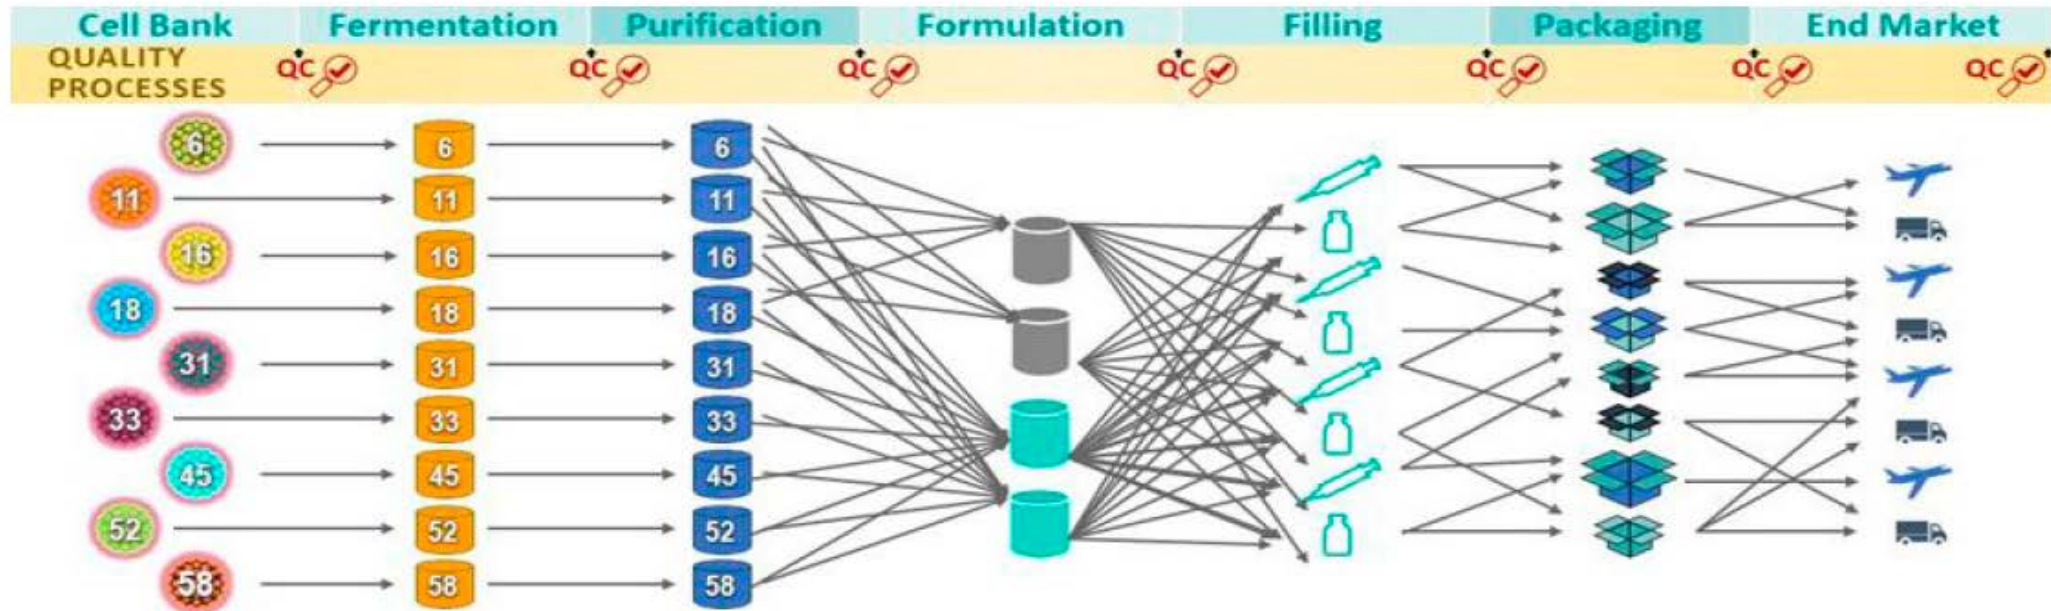 Cell Bank Fermentation Purification Formulation Filling Packaging End Market
QUALITY
PROCESSES
QC QC QC QC QC QC QC
6 6 6
11 11 11
16 16 16
18 18 18
31 31 31
33 33 33
45 45 45
52 52 52
58 58 58